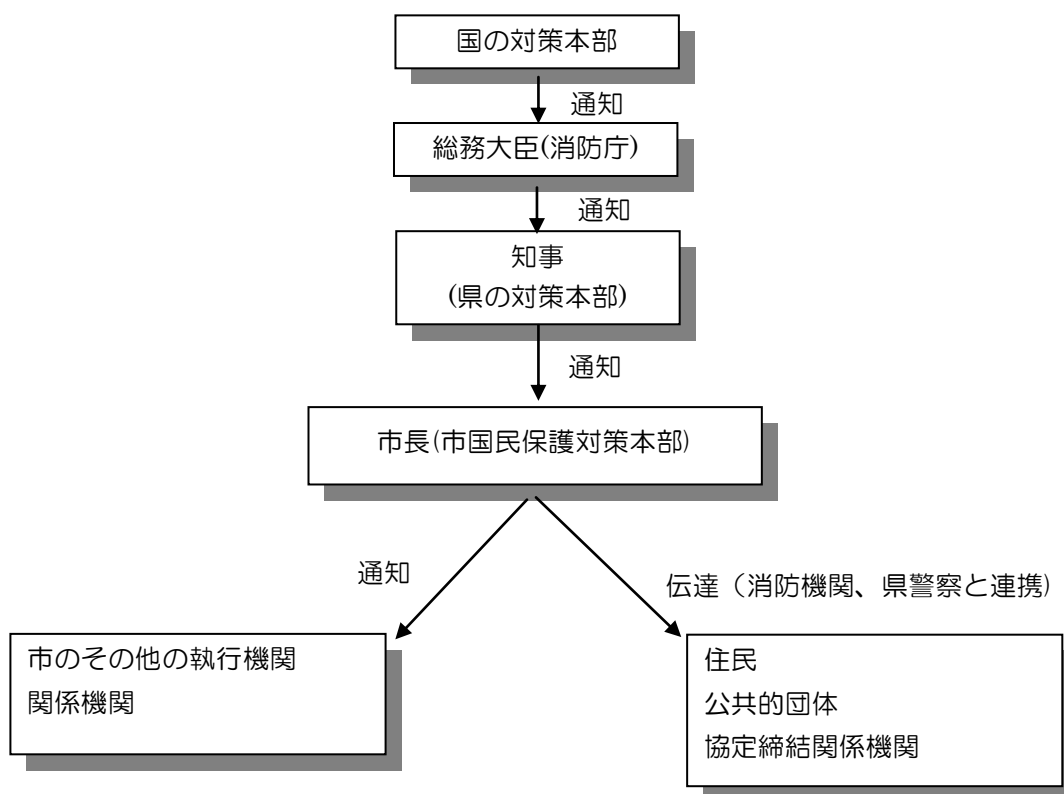 国の対策本部
通知
総務大臣(消防庁)
通知
知事
(県の対策本部)
通知
市長(市国民保護対策本部)
通知
伝達（消防機関、県警察と連携)
市のその他の執行機関
関係機関
住民
公共的団体
協定締結関係機関